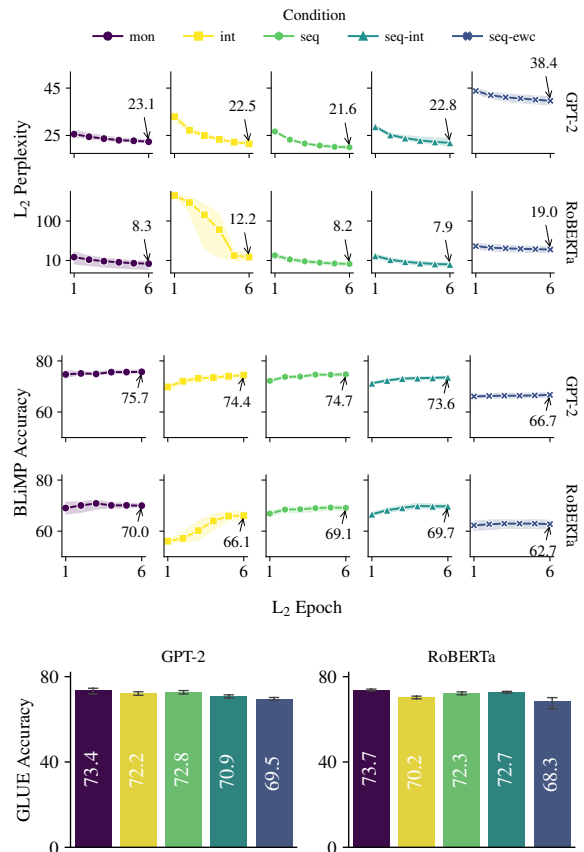 Condition
mon int seq seq-int seq-ewc
L2 Perplexity
45
25
23.1
22.5
21.6
22.8
38.4
GPT-2
100
10
8.3
12.2
8.2
7.9
19.0
RoBERTa
1 6 1 6 1 6 1 6 1 6
BLiMP Accuracy
80
60
75.7
74.4
74.7
73.6
66.7
GPT-2
80
60
70.0
66.1
69.1
69.7
62.7
RoBERTa
1 6 1 6 1 6 1 6 1 6
L2 Epoch
GPT-2 RoBERTa
GLUE Accuracy
80
40
0
73.4 72.2 72.8 70.9 69.5
73.7 70.2 72.3 72.7 68.3